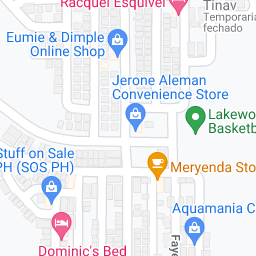 Racquel Esquivel
Tinav
Temporaria
fechado
Eumie & Dimple
Online Shop
Jerone Aleman
Convenience Store
Lakewo
Basketb
Stuff on Sale
PH (SOS PH)
Meryenda Sto
Aquamania C
Dominic's Bed
Faye